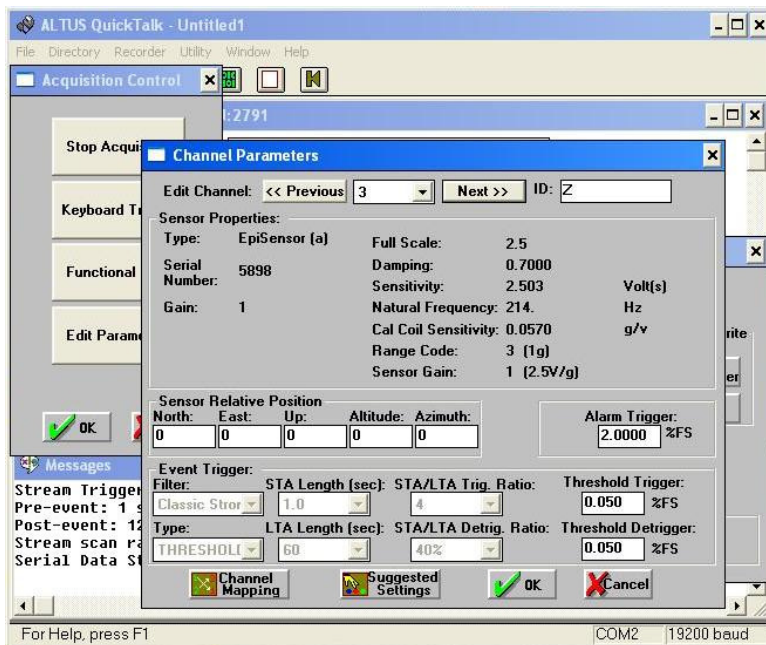 ALTUS QuickTalk - Untitled1
File Directory Recorder Utility Window Help
Acquisition Control
:2791
Stop Acqui
Channel Parameters
Edit Channel: << Previous 3 Next >> ID: Z
Keyboard
Sensor Properties:
Type: EpiSensor (a)
Serial Number: 5898
Gain: 1
Full Scale: 2.5
Damping: 0.7000
Sensitivity: 2.503 Volt(s)
Natural Frequency: 214. Hz
Cal Coil Sensitivity: 0.0570 g/v
Range Code: 3 (1g)
Sensor Gain: 1 (2.5V/g)
Functional
Edit Parame
rite
er
OK
Sensor Relative Position
North: East: Up: Altitude: Azimuth:
0 0 0 0 0
Alarm Trigger:
2.0000 %FS
Messages
Stream Trigger
Pre-event: 1 s
Post-event: 12
Stream scan ra
Serial Data St
Event Trigger:
Filter: STA Length (sec): STA/LTA Trig. Ratio: Threshold Trigger:
Classic Stror 1.0 4 0.050 %FS
Type: LTA Length (sec): STA/LTA Detrig. Ratio: Threshold Detrigger:
THRESHOLD 60 40% 0.050 %FS
Channel Mapping
Suggested Settings
OK
Cancel
For Help, press F1
COM2 19200 baud